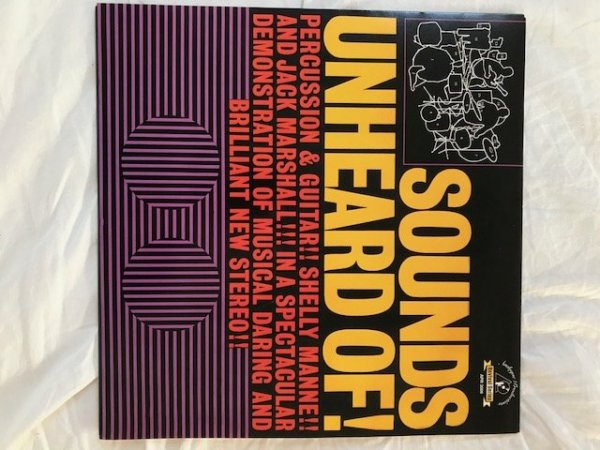 SOUNDS
UNHEARD OF!
PERCUSSION & GUITAR!! SHELLY MANNE!!
AND JACK MARSHALL!!! IN A SPECTACULAR
DEMONSTRATION OF MUSICAL DARING AND
BRILLIANT NEW STEREO!!